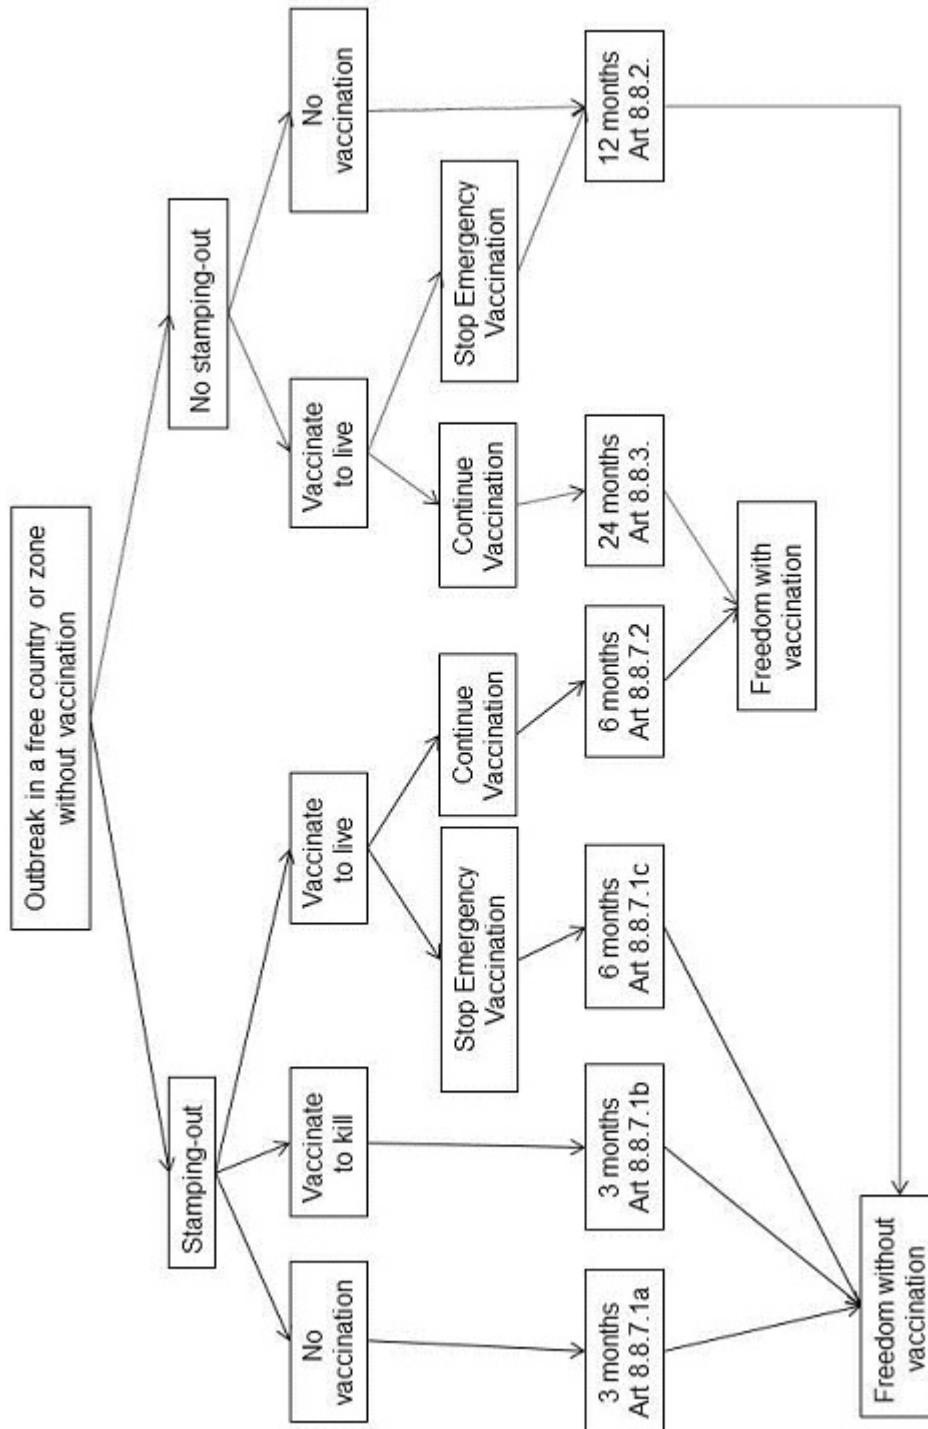 Outbreak in a free country or zone
without vaccination
Stamping-out
No stamping-out
No
vaccination
Vaccinate
to kill
Vaccinate
to live
Vaccinate
to live
No
vaccination
Stop Emergency
Vaccination
Continue
Vaccination
Continue
Vaccination
Stop Emergency
Vaccination
3 months
Art 8.8.7.1a
3 months
Art 8.8.7.1b
6 months
Art 8.8.7.1c
6 months
Art 8.8.7.2
24 months
Art 8.8.3.
12 months
Art 8.8.2.
Freedom with
vaccination
Freedom without
vaccination